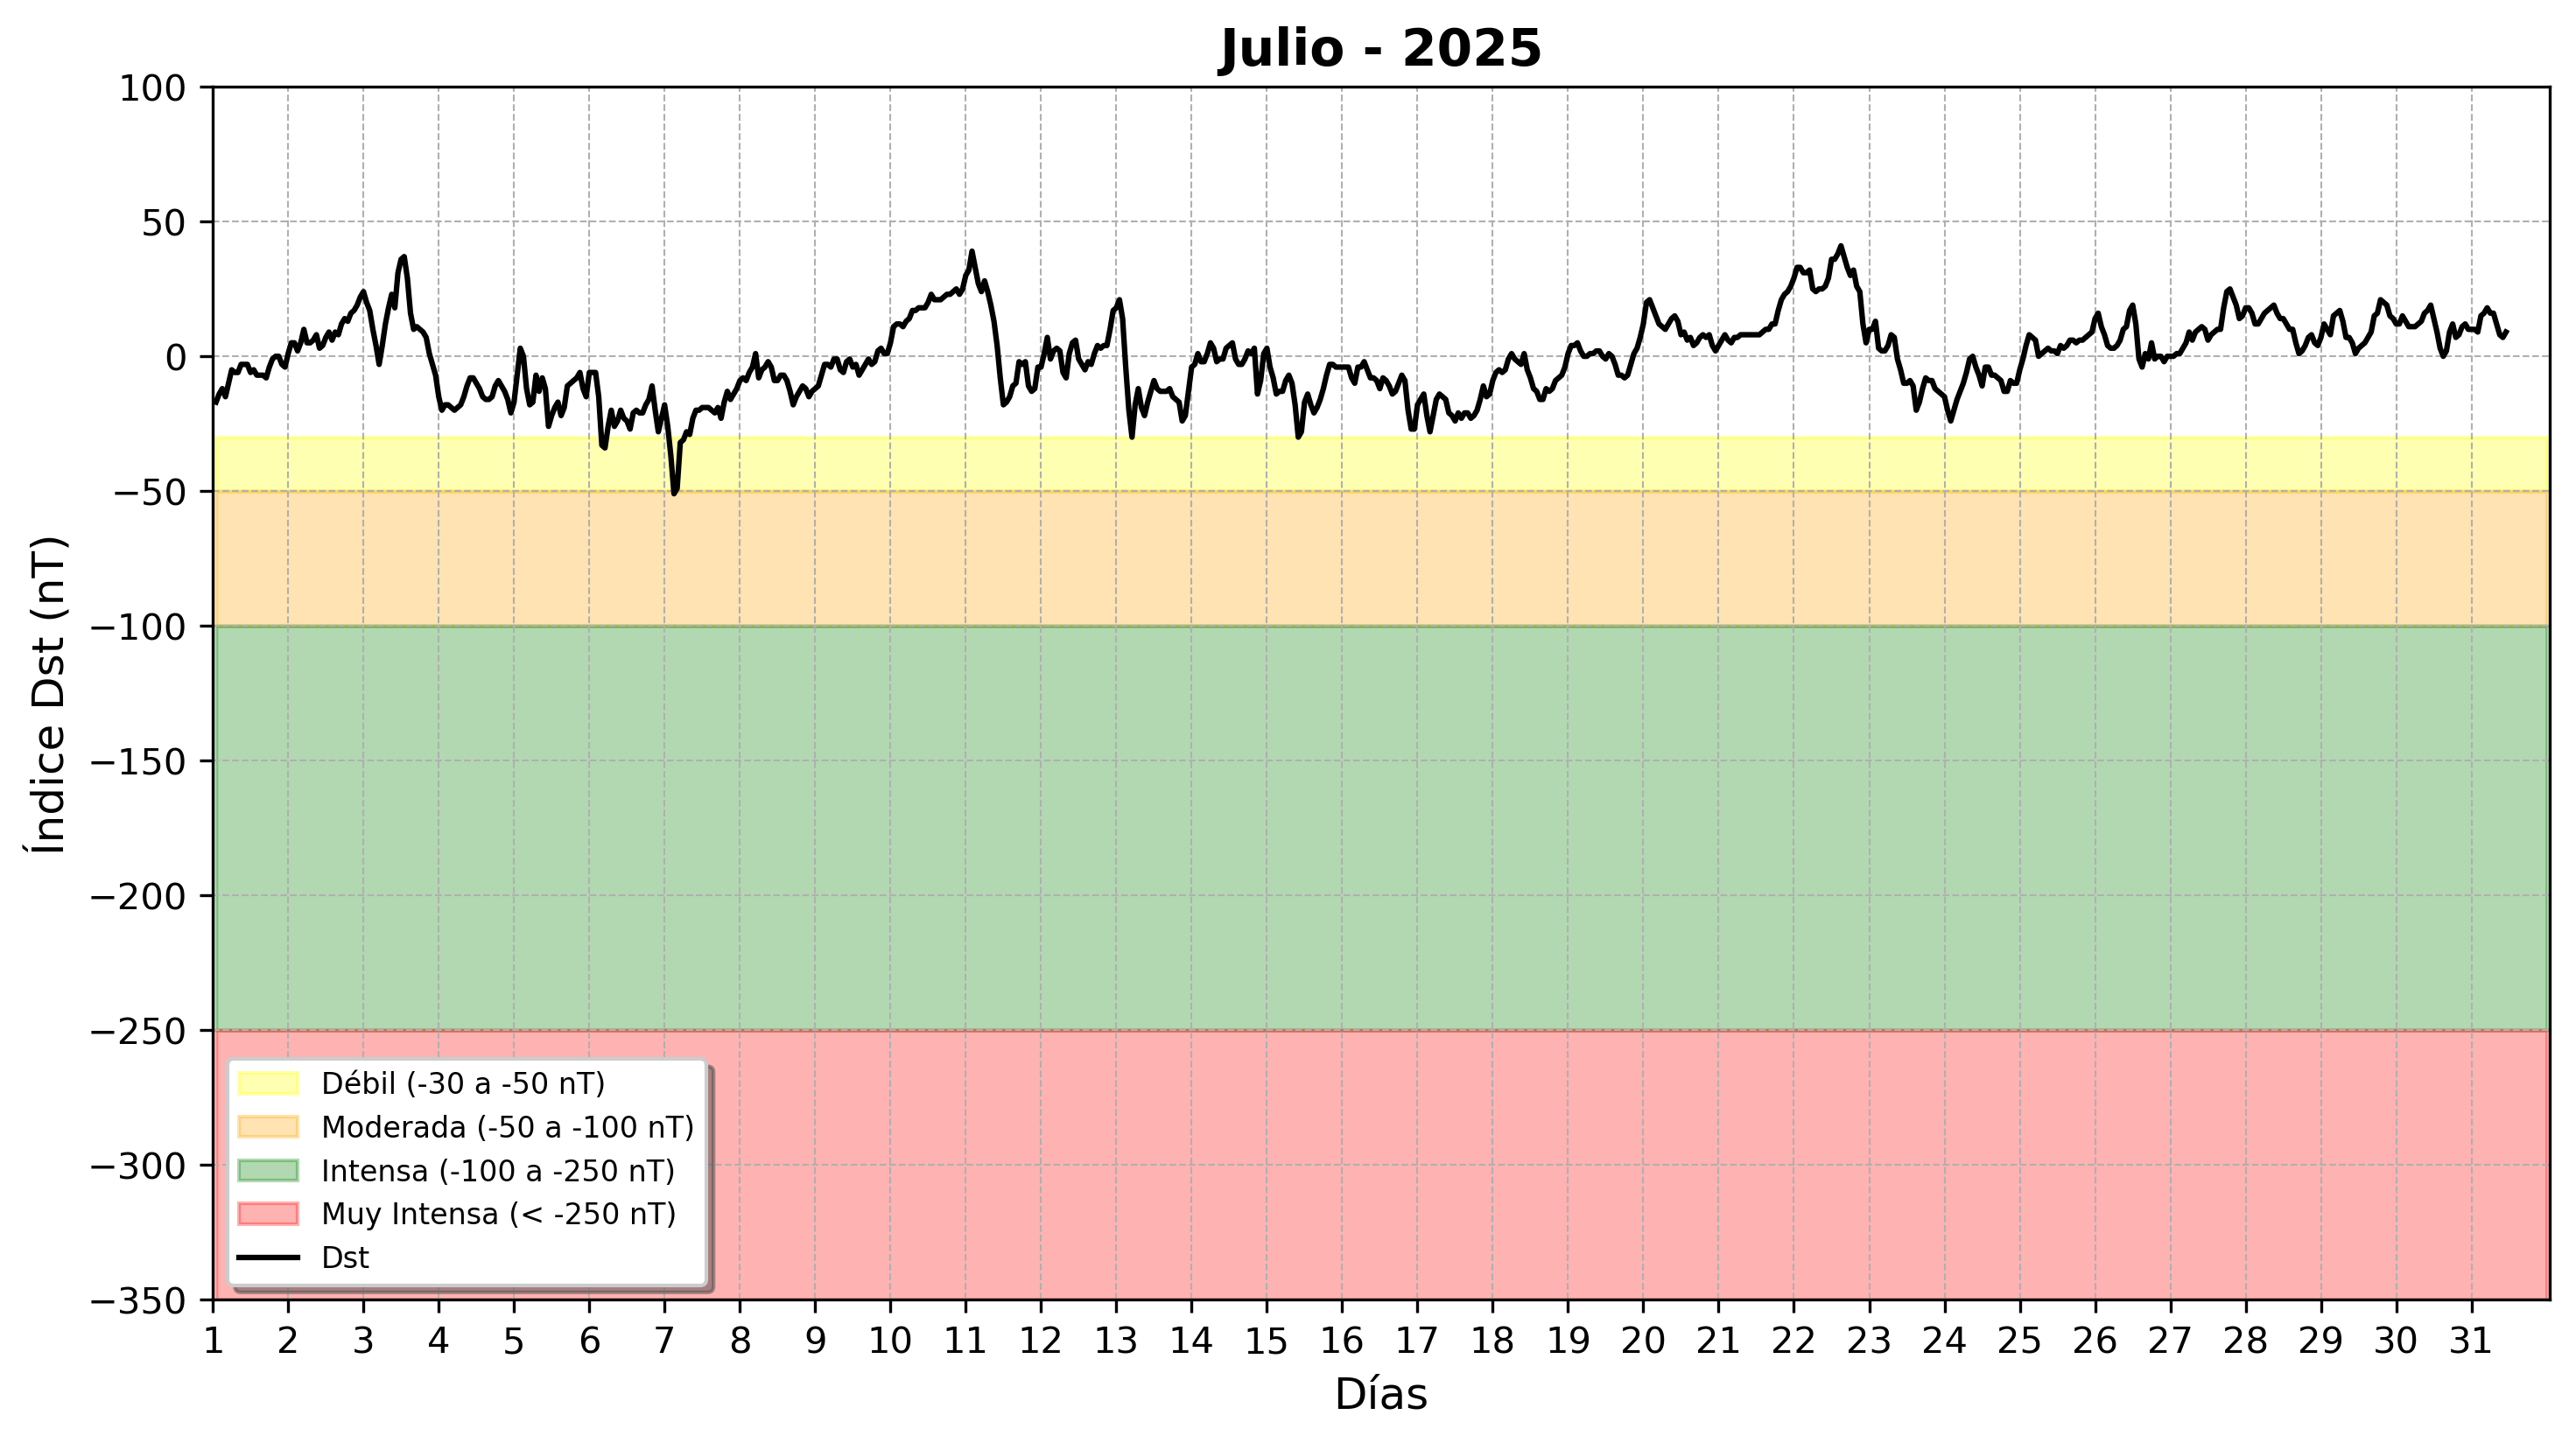 Julio - 2025
100
50
0
−50
−100
−150
−200
−250
−300
−350
Índice Dst (nT)
Débil (-30 a -50 nT)
Moderada (-50 a -100 nT)
Intensa (-100 a -250 nT)
Muy Intensa (< -250 nT)
Dst
1 2 3 4 5 6 7 8 9 10 11 12 13 14 15 16 17 18 19 20 21 22 23 24 25 26 27 28 29 30 31
Días